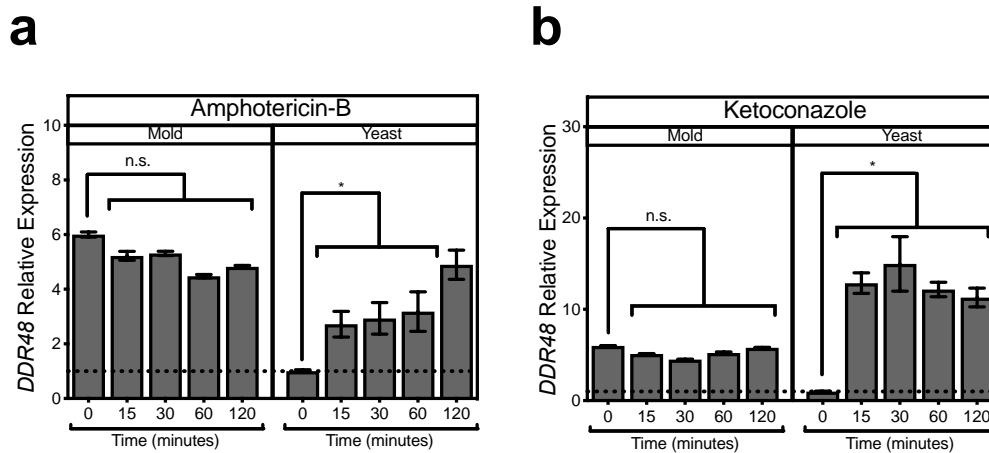 a
Amphotericin-B
Mold
Yeast
DDR48 Relative Expression
10
8
6
4
2
0
n.s.
*
0 15 30 60 120
0 15 30 60 120
Time (minutes)
Time (minutes)
b
Ketoconazole
Mold
Yeast
DDR48 Relative Expression
30
20
10
0
n.s.
*
0 15 30 60 120
0 15 30 60 120
Time (minutes)
Time (minutes)